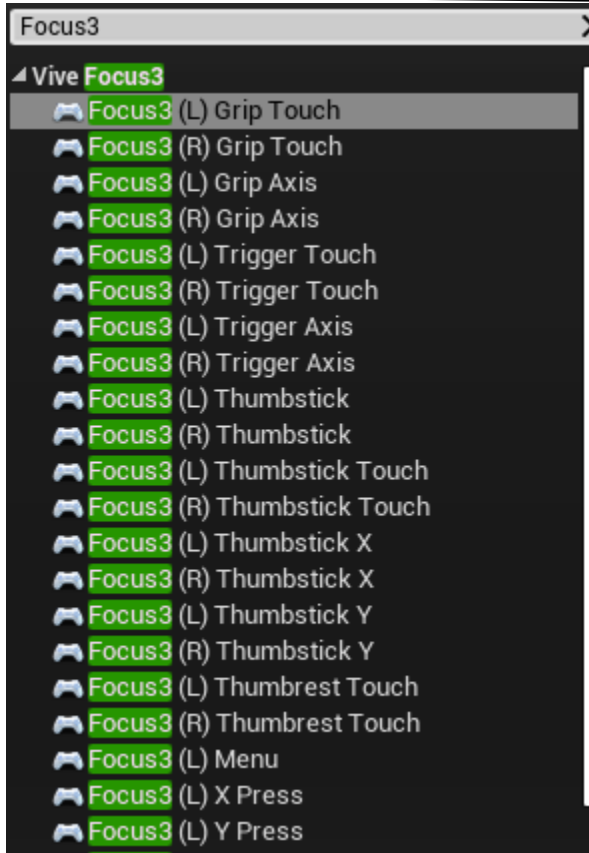 Focus3
Vive Focus3
Focus3 (L) Grip Touch
Focus3 (R) Grip Touch
Focus3 (L) Grip Axis
Focus3 (R) Grip Axis
Focus3 (L) Trigger Touch
Focus3 (R) Trigger Touch
Focus3 (L) Trigger Axis
Focus3 (R) Trigger Axis
Focus3 (L) Thumbstick
Focus3 (R) Thumbstick
Focus3 (L) Thumbstick Touch
Focus3 (R) Thumbstick Touch
Focus3 (L) Thumbstick X
Focus3 (R) Thumbstick X
Focus3 (L) Thumbstick Y
Focus3 (R) Thumbstick Y
Focus3 (L) Thumbrest Touch
Focus3 (R) Thumbrest Touch
Focus3 (L) Menu
Focus3 (L) X Press
Focus3 (L) Y Press